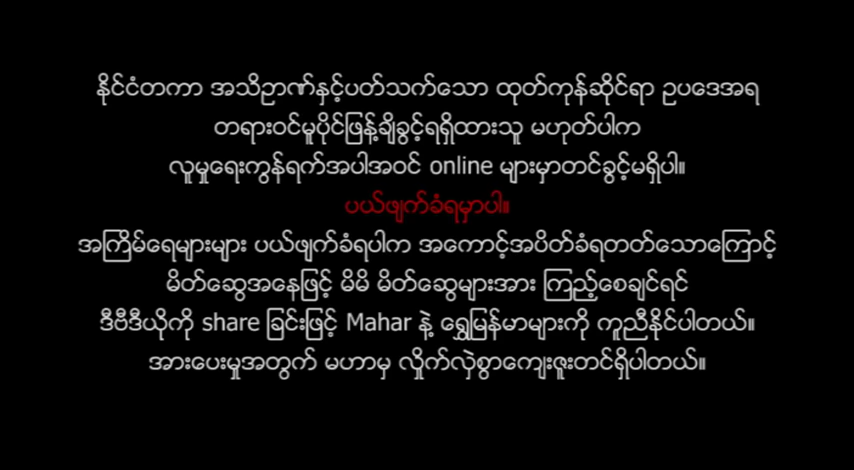 နိုင်ငံတကာ အသိဉာဏ်နှင့်ပတ်သက်သော ထုတ်ကုန်ဆိုင်ရာ ဥပဒေအရ
တရားဝင်မူပိုင်ဖြန့်ချိခွင့်ရရှိထားသူ မဟုတ်ပါက
လူမှုရေးကွန်ရက်အပါအဝင် online များမှာတင်ခွင့်မရှိပါ။
ပယ်ဖျက်ခံရမှာပါ။
အကြိမ်ရေများများ ပယ်ဖျက်ခံရပါက အကောင့်အပိတ်ခံရတတ်သောကြောင့်
မိတ်ဆွေအနေဖြင့် မိမိ မိတ်ဆွေများအား ကြည့်စေချင်ရင်
ဒီဗီဒီယိုကို share ခြင်းဖြင့် Mahar နဲ့ ရွှေမြန်မာများကို ကူညီနိုင်ပါတယ်။
အားပေးမှုအတွက် မဟာမှ လှိုက်လှဲစွာကျေးဇူးတင်ရှိပါတယ်။